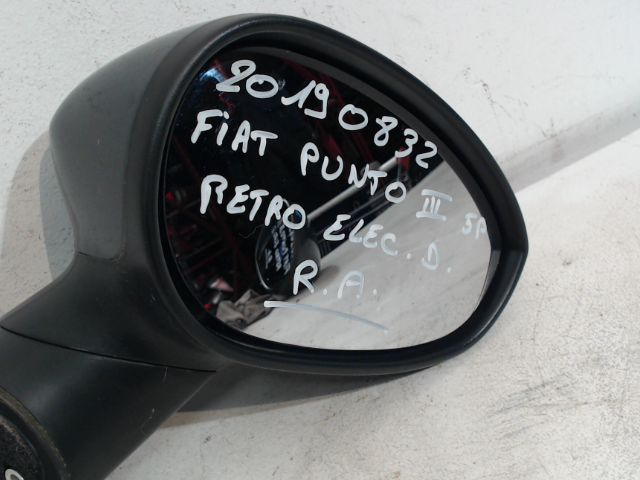 20190832
FIAT PUNTO III 5P
RETRO ELEC. D.
R.A.